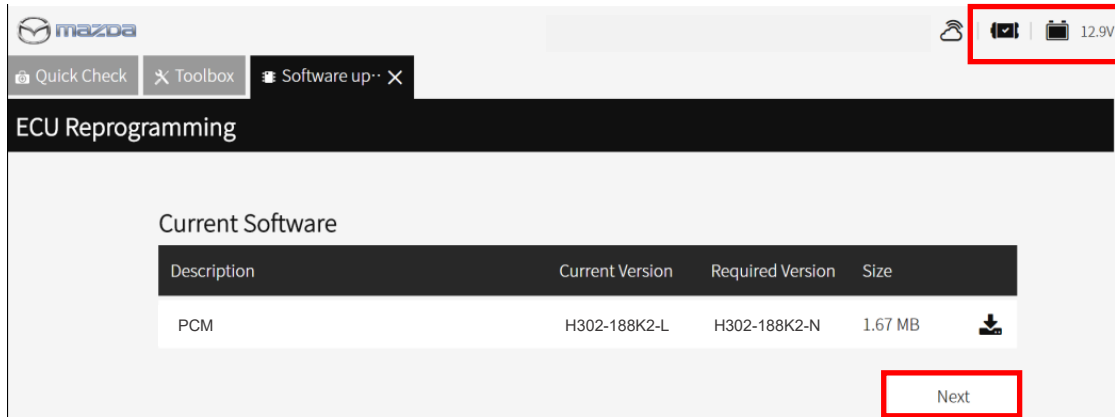 mazda
12.9V
Quick Check Toolbox Software up··
ECU Reprogramming
Current Software
Description Current Version Required Version Size
PCM H302-188K2-L H302-188K2-N 1.67 MB
Next